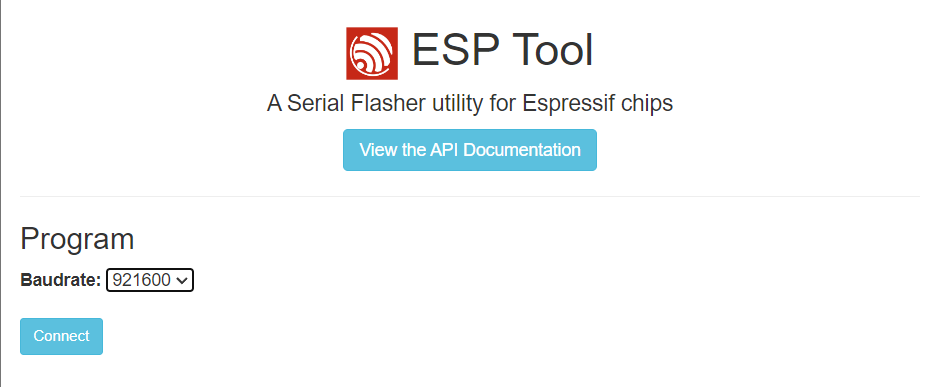 ESP Tool
A Serial Flasher utility for Espressif chips
View the API Documentation
Program
Baudrate: 921600
Connect